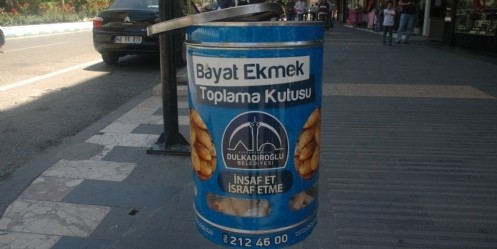 Bayat Ekmek
Toplama Kutusu
DULKADİROĞLU
BELEDİYESİ
İNSAF ET
İSRAF ETME
212 46 00